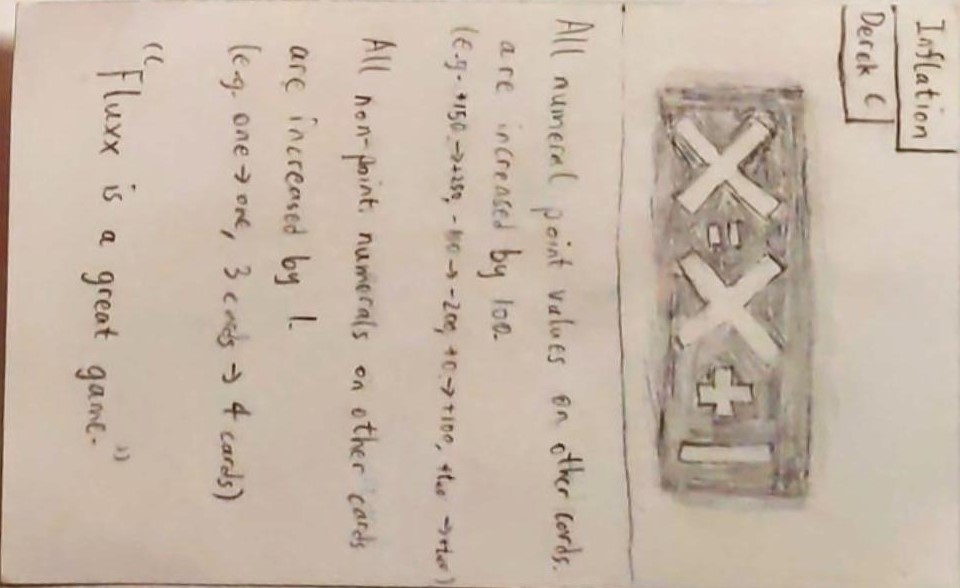 Inflation
Derek C
X = X + 1
All numeral point values on other cards.
are increased by 100.
(e.g. +150 → +250, -100 → -200, +0 → +100, +two → +two)
All non-point numerals on other cards
are increased by 1.
(e.g. one → one, 3 cards → 4 cards)
"Fluxx is a great game."